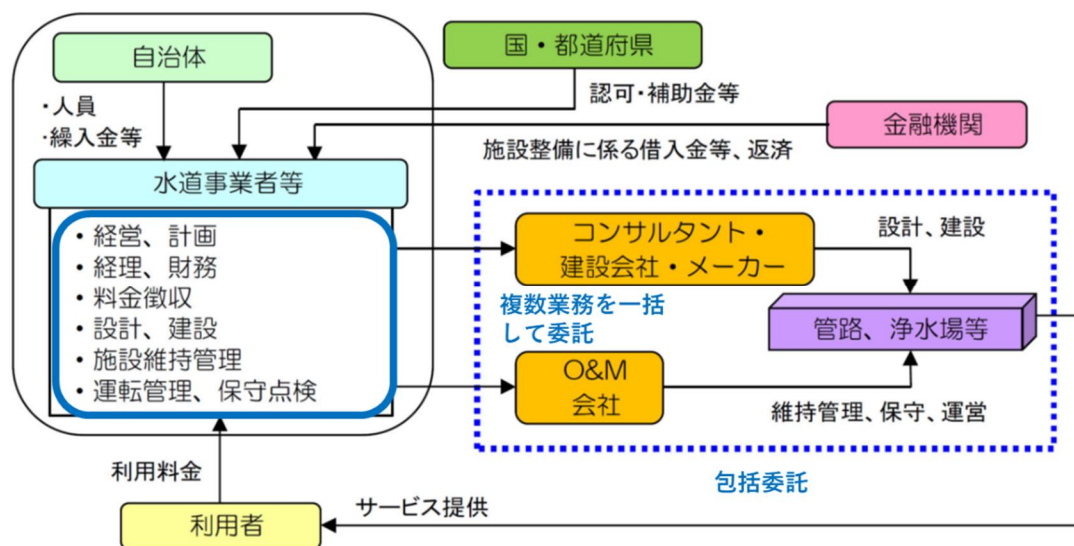 自治体
国・都道府県
・人員
・繰入金等
認可・補助金等
金融機関
施設整備に係る借入金等、返済
水道事業者等
・経営、計画
・経理、財務
・料金徴収
・設計、建設
・施設維持管理
・運転管理、保守点検
コンサルタント・
建設会社・メーカー
設計、建設
複数業務を一括
して委託
管路、浄水場等
O&M
会社
維持管理、保守、運営
包括委託
利用料金
サービス提供
利用者